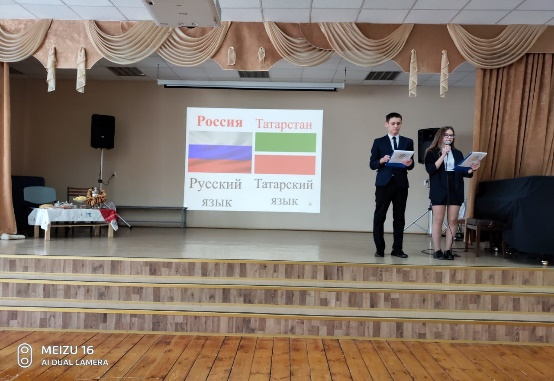 Россия Татарстан
Русский Татарский
язык язык
MEIZU 16
AI DUAL CAMERA